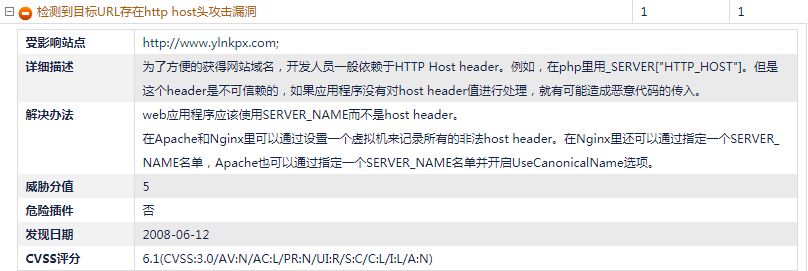 检测到目标URL存在http host头攻击漏洞 1 1
受影响站点 http://www.ylnkpx.com;
详细描述 为了方便的获得网站域名，开发人员一般依赖于HTTP Host header。例如，在php里用_SERVER["HTTP_HOST"]。但是
这个header是不可信赖的，如果应用程序没有对host header值进行处理，就有可能造成恶意代码的传入。
解决办法 web应用程序应该使用SERVER_NAME而不是host header。
在Apache和Nginx里可以通过设置一个虚拟机来记录所有的非法host header。在Nginx里还可以通过指定一个SERVER_
NAME名单，Apache也可以通过指定一个SERVER_NAME名单并开启UseCanonicalName选项。
威胁分值 5
危险插件 否
发现日期 2008-06-12
CVSS评分 6.1(CVSS:3.0/AV:N/AC:L/PR:N/UI:R/S:C/C:L/I:L/A:N)